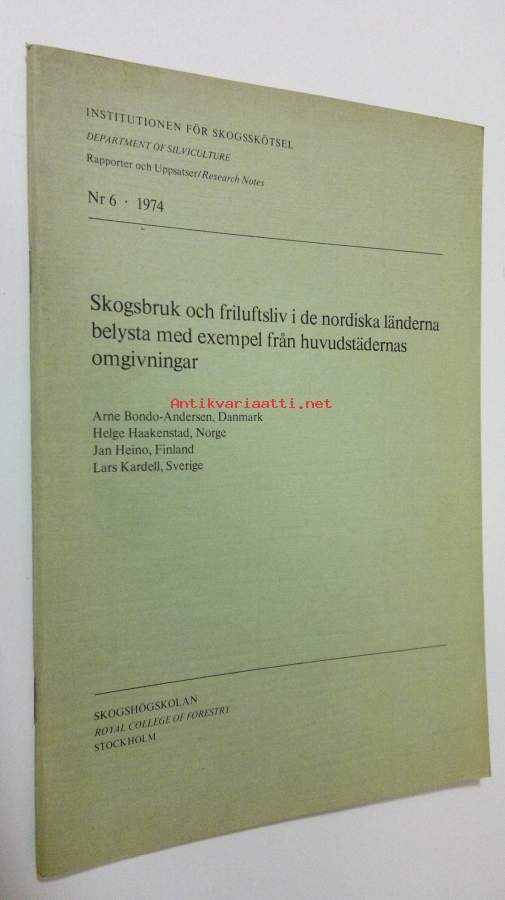 INSTITUTIONEN FÖR SKOGSSKÖTSEL
DEPARTMENT OF SILVICULTURE
Rapporter och Uppsatser/Research Notes
Nr 6 · 1974
Skogsbruk och friluftsliv i de nordiska länderna
belysta med exempel från huvudstädernas
omgivningar
Antikvariaatti.net
Arne Bondo-Andersen, Danmark
Helge Haakenstad, Norge
Jan Heino, Finland
Lars Kardell, Sverige
SKOGSHÖGSKOLAN
ROYAL COLLEGE OF FORESTRY
STOCKHOLM